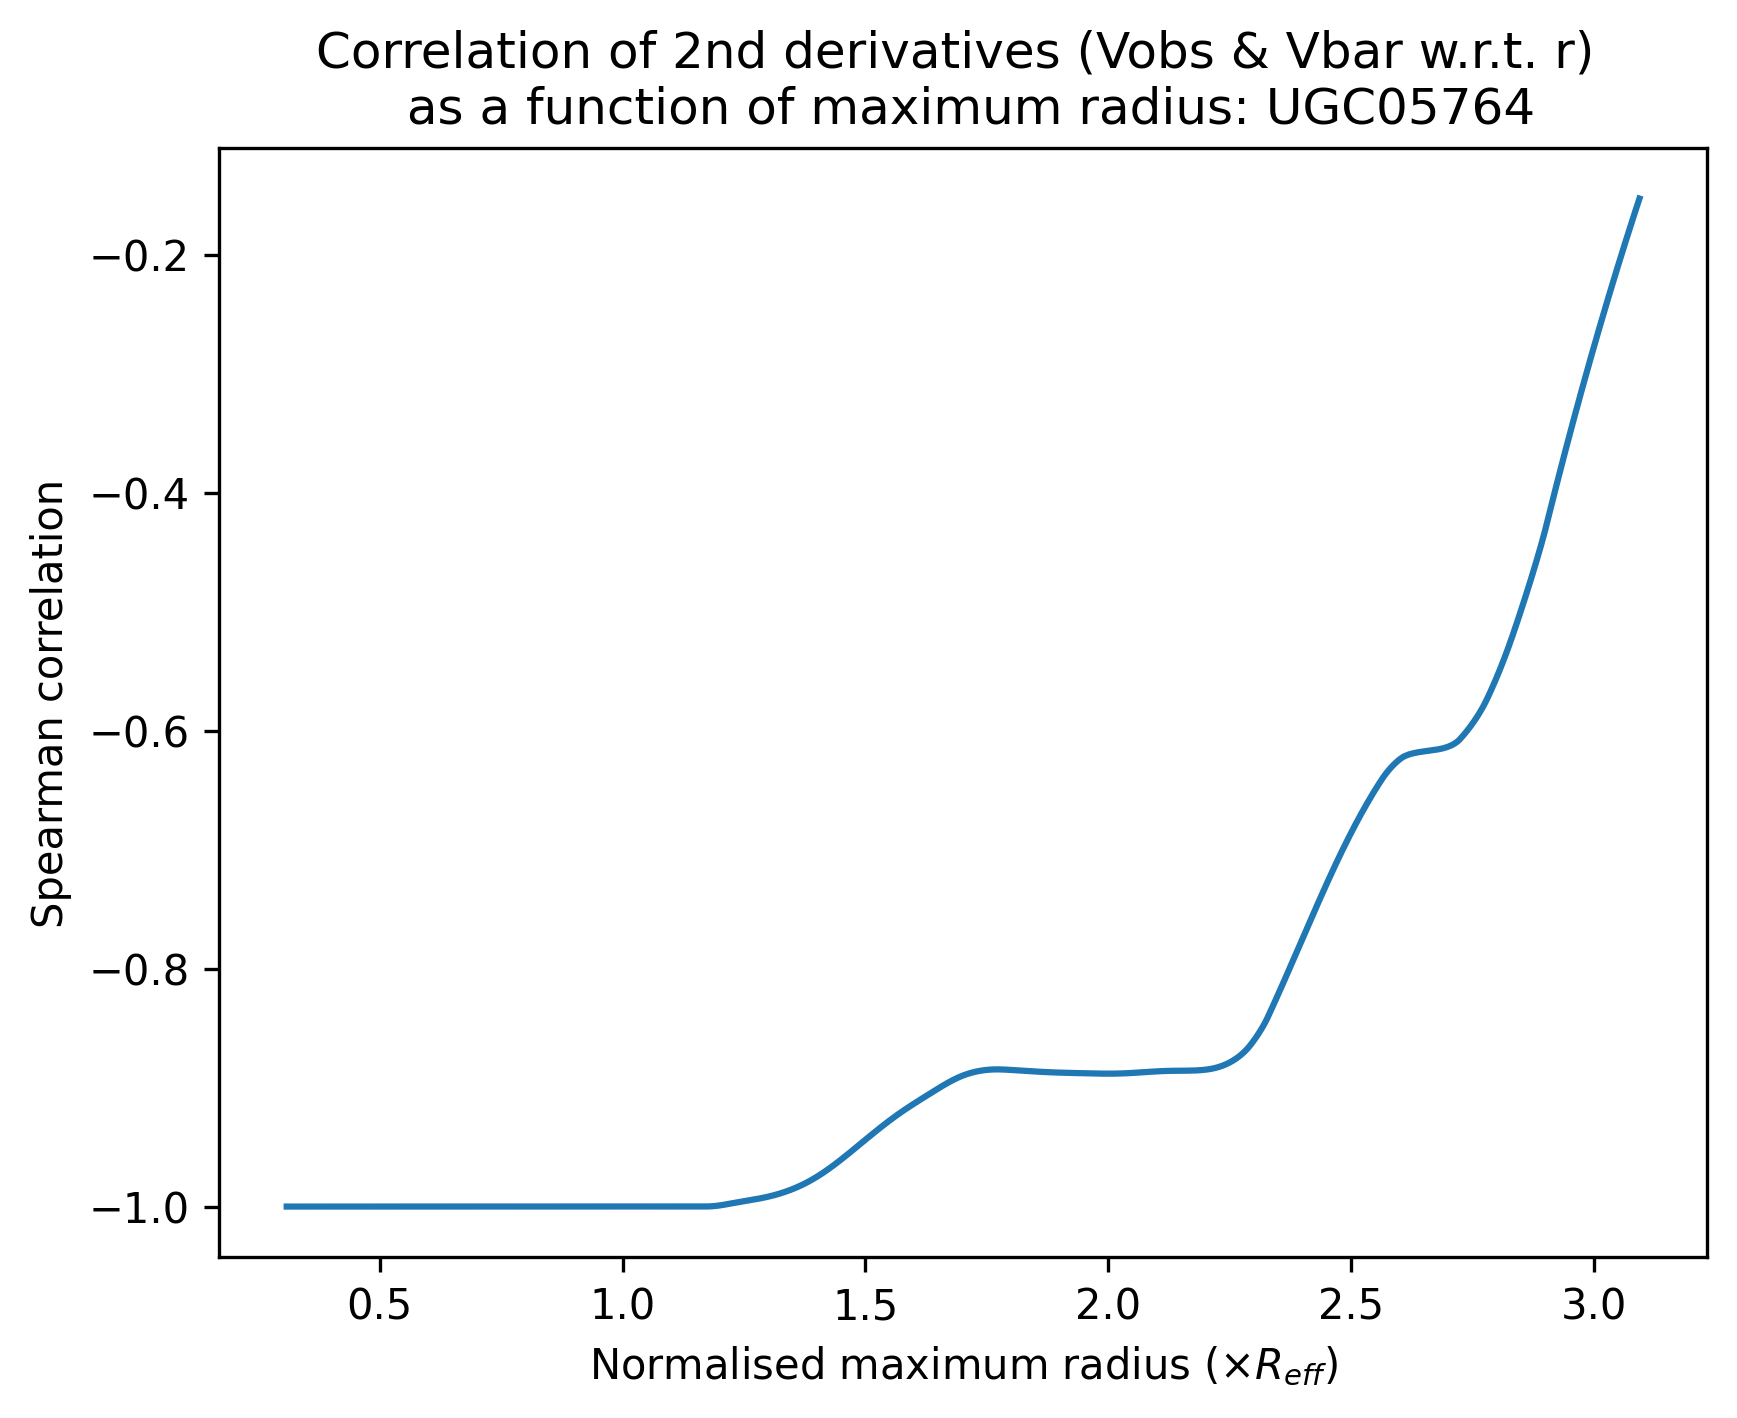 Correlation of 2nd derivatives (Vobs & Vbar w.r.t. r)
as a function of maximum radius: UGC05764
Spearman correlation
−0.2
−0.4
−0.6
−0.8
−1.0
0.5 1.0 1.5 2.0 2.5 3.0
Normalised maximum radius (×R_eff)